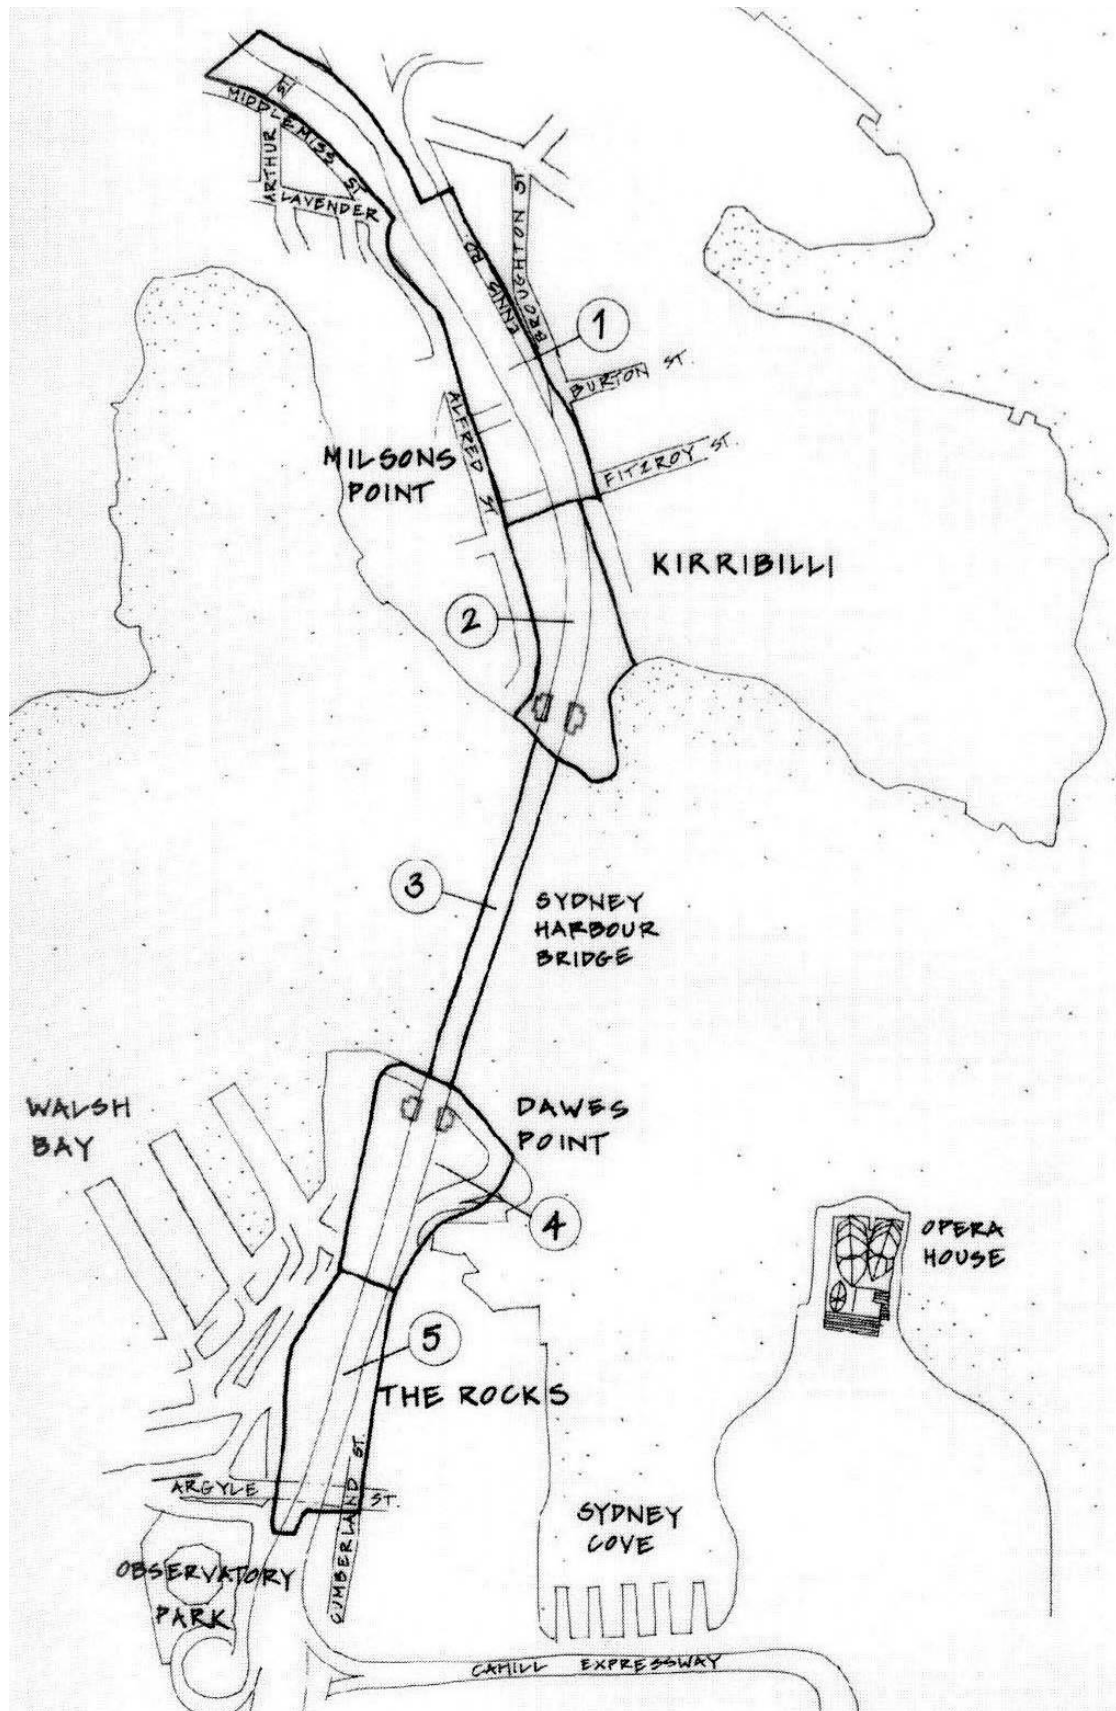 ST.
MIDDLEMISS ST.
ARTHUR
LAVENDER
BROUGHTON ST
ENNIS RD
1
BURTON ST.
ALFRED ST.
MILSONS
POINT
FITZROY ST.
KIRRIBILLI
2
3
SYDNEY
HARBOUR
BRIDGE
WALSH
BAY
DAWES
POINT
4
OPERA
HOUSE
5
THE ROCKS
ARGYLE ST.
CUMBERLAND ST.
SYDNEY
COVE
OBSERVATORY
PARK
CAHILL EXPRESSWAY